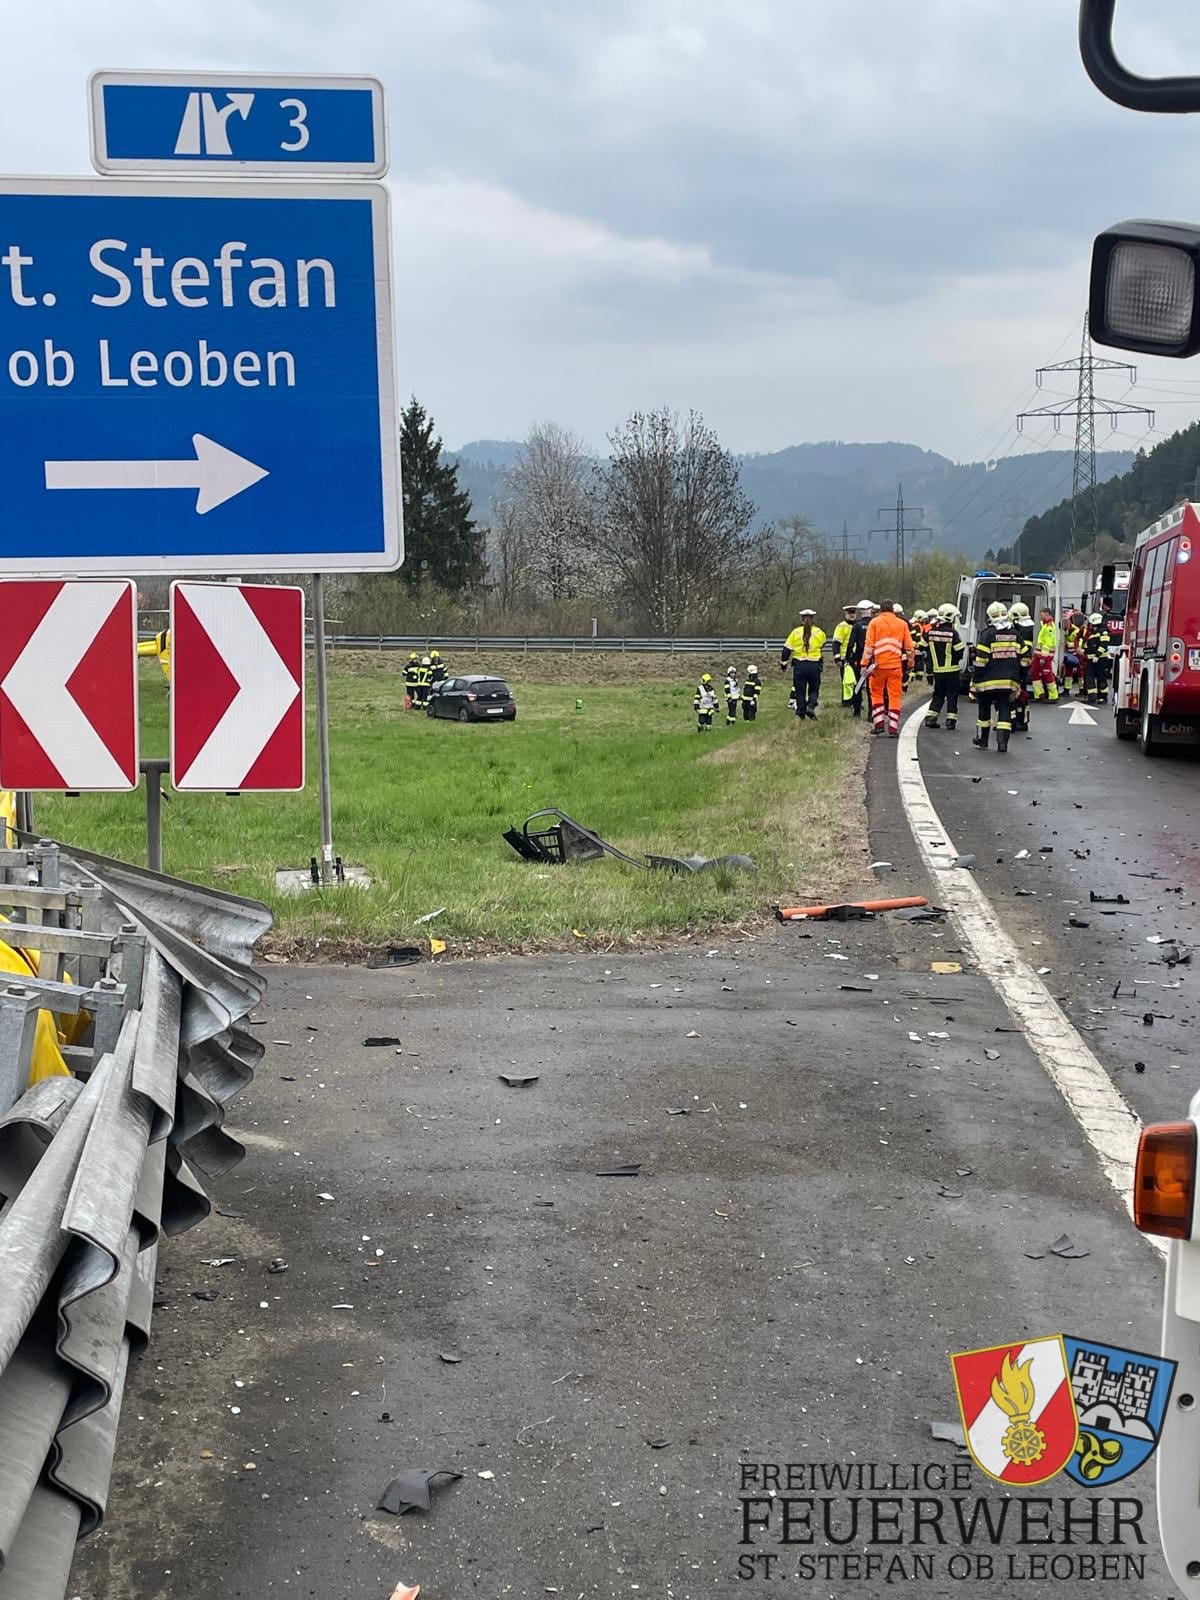 3
t. Stefan
ob Leoben
FREIWILLIGE
FEUERWEHR
ST. STEFAN OB LEOBEN